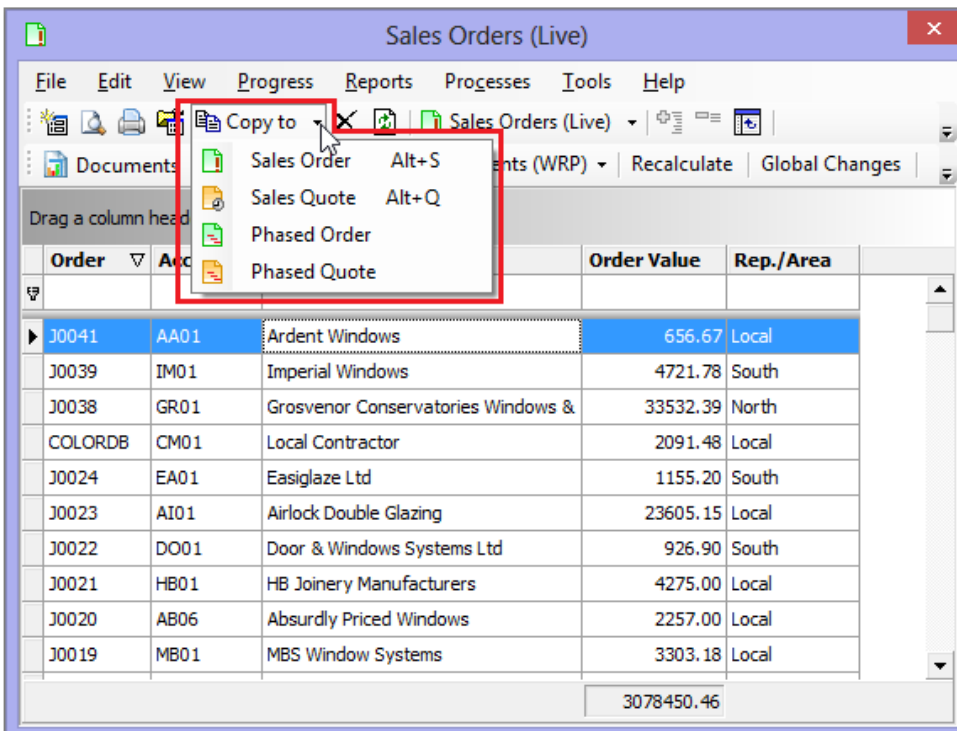 Sales Orders (Live)
File Edit View Progress Reports Processes Tools Help
Copy to Sales Orders (Live)
Documents (WRP) Recalculate Global Changes
Sales Order Alt+S
Sales Quote Alt+Q
Phased Order
Phased Quote
Drag a column head
Order Order Value Rep./Area
J0041 AA01 Ardent Windows 656.67 Local
J0039 IM01 Imperial Windows 4721.78 South
J0038 GR01 Grosvenor Conservatories Windows & 33532.39 North
COLORDB CM01 Local Contractor 2091.48 Local
J0024 EA01 Easiglaze Ltd 1155.20 South
J0023 AI01 Airlock Double Glazing 23605.15 Local
J0022 DO01 Door & Windows Systems Ltd 926.90 South
J0021 HB01 HB Joinery Manufacturers 4275.00 Local
J0020 AB06 Absurdly Priced Windows 2257.00 Local
J0019 MB01 MBS Window Systems 3303.18 Local
3078450.46